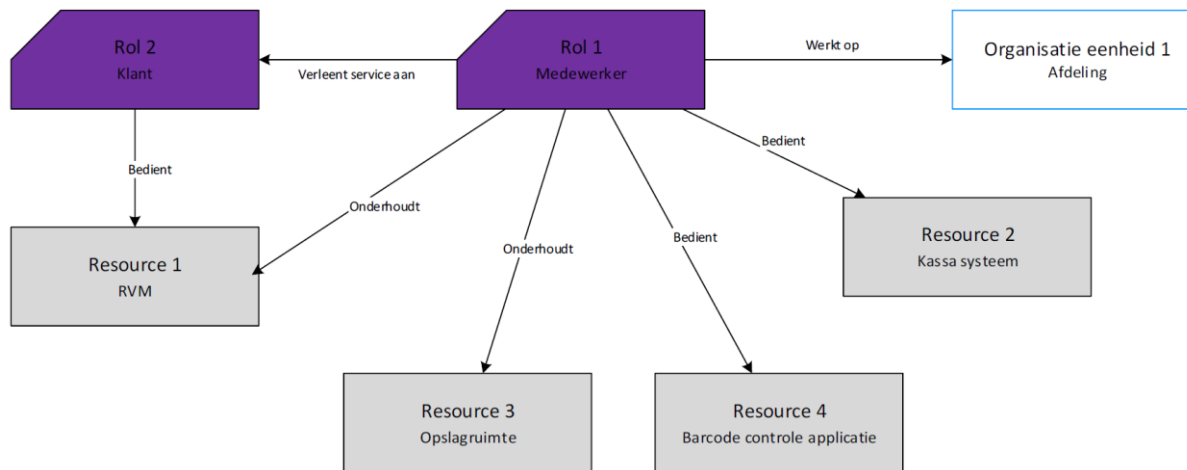 Rol 2
Klant
Verleent service aan
Rol 1
Medewerker
Werkt op
Organisatie eenheid 1
Afdeling
Bedient
Bedient
Onderhoudt
Onderhoudt
Bedient
Resource 1
RVM
Resource 2
Kassa systeem
Resource 3
Opslagruimte
Resource 4
Barcode controle applicatie